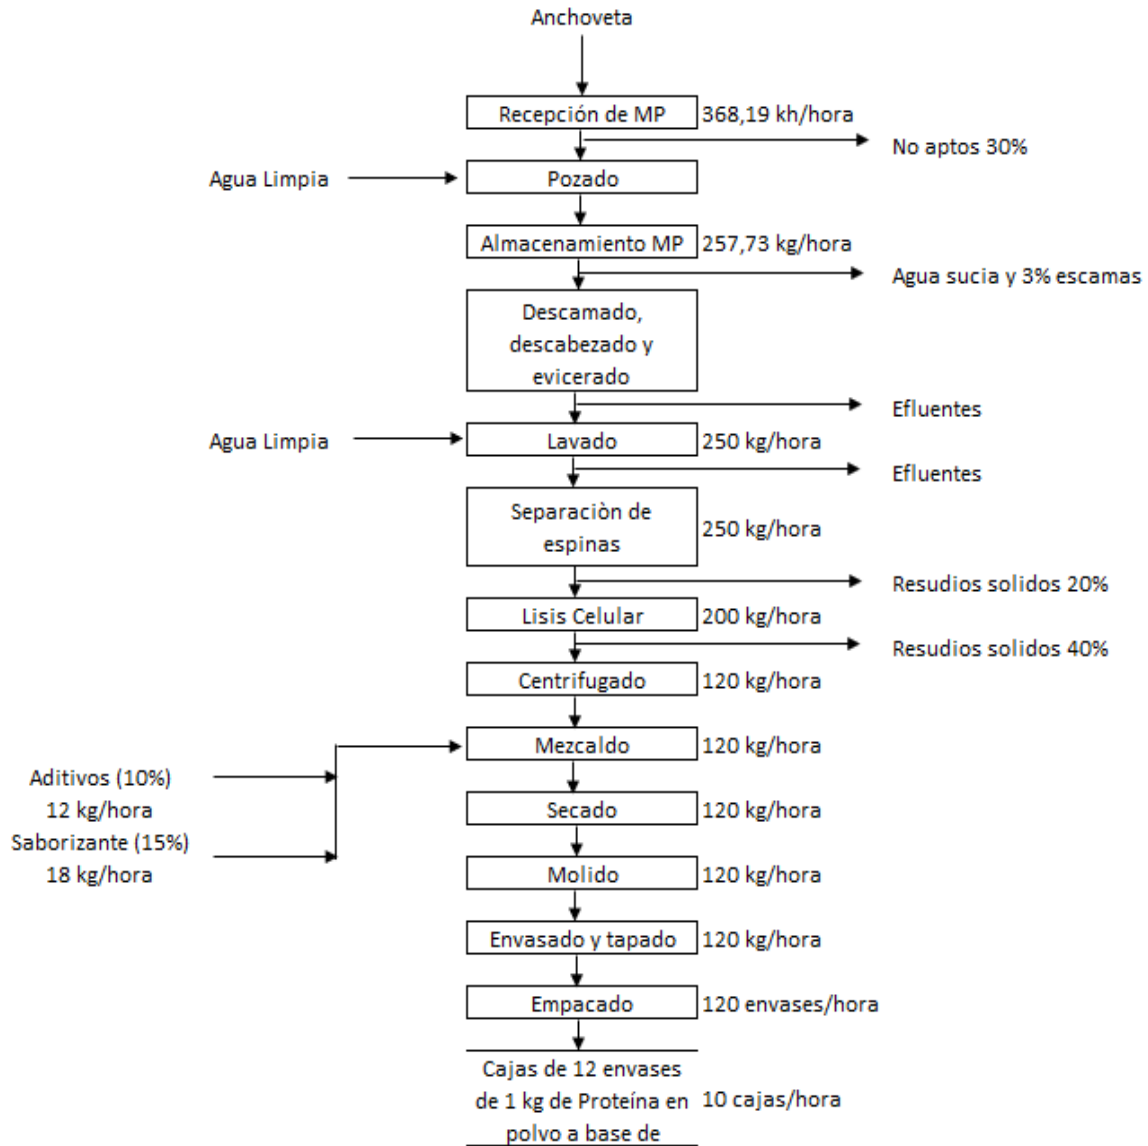 Anchoveta
Recepción de MP
368,19 kh/hora
No aptos 30%
Agua Limpia
Pozado
Almacenamiento MP
257,73 kg/hora
Agua sucia y 3% escamas
Descamado,
descabezado y
evicerado
Efluentes
Agua Limpia
Lavado
250 kg/hora
Efluentes
Separaciòn de
espinas
250 kg/hora
Resudios solidos 20%
Lisis Celular
200 kg/hora
Resudios solidos 40%
Centrifugado
120 kg/hora
Mezcaldo
120 kg/hora
Aditivos (10%)
12 kg/hora
Saborizante (15%)
18 kg/hora
Secado
120 kg/hora
Molido
120 kg/hora
Envasado y tapado
120 kg/hora
Empacado
120 envases/hora
Cajas de 12 envases
de 1 kg de Proteína en
polvo a base de
10 cajas/hora